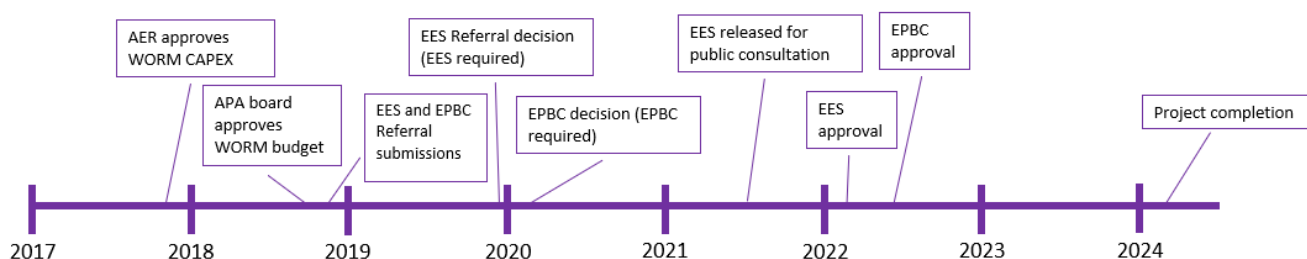 AER approves
WORM CAPEX
APA board
approves
WORM budget
EES and EPBC
Referral
submissions
EES Referral decision
(EES required)
EPBC decision (EPBC
required)
EES released for
public consultation
EES
approval
EPBC
approval
Project completion
2017
2018
2019
2020
2021
2022
2023
2024